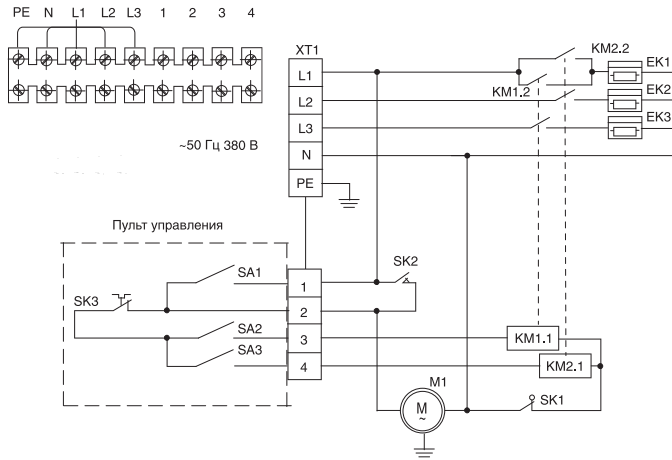 PE N L1 L2 L3 1 2 3 4
~50 Гц 380 В
XT1
L1
L2
L3
N
PE
KM2.2
KM1.2
EK1
EK2
EK3
Пульт управления
SA1
SK3
SA2
SA3
1
2
3
4
SK2
KM1.1
KM2.1
M1
M
~
SK1